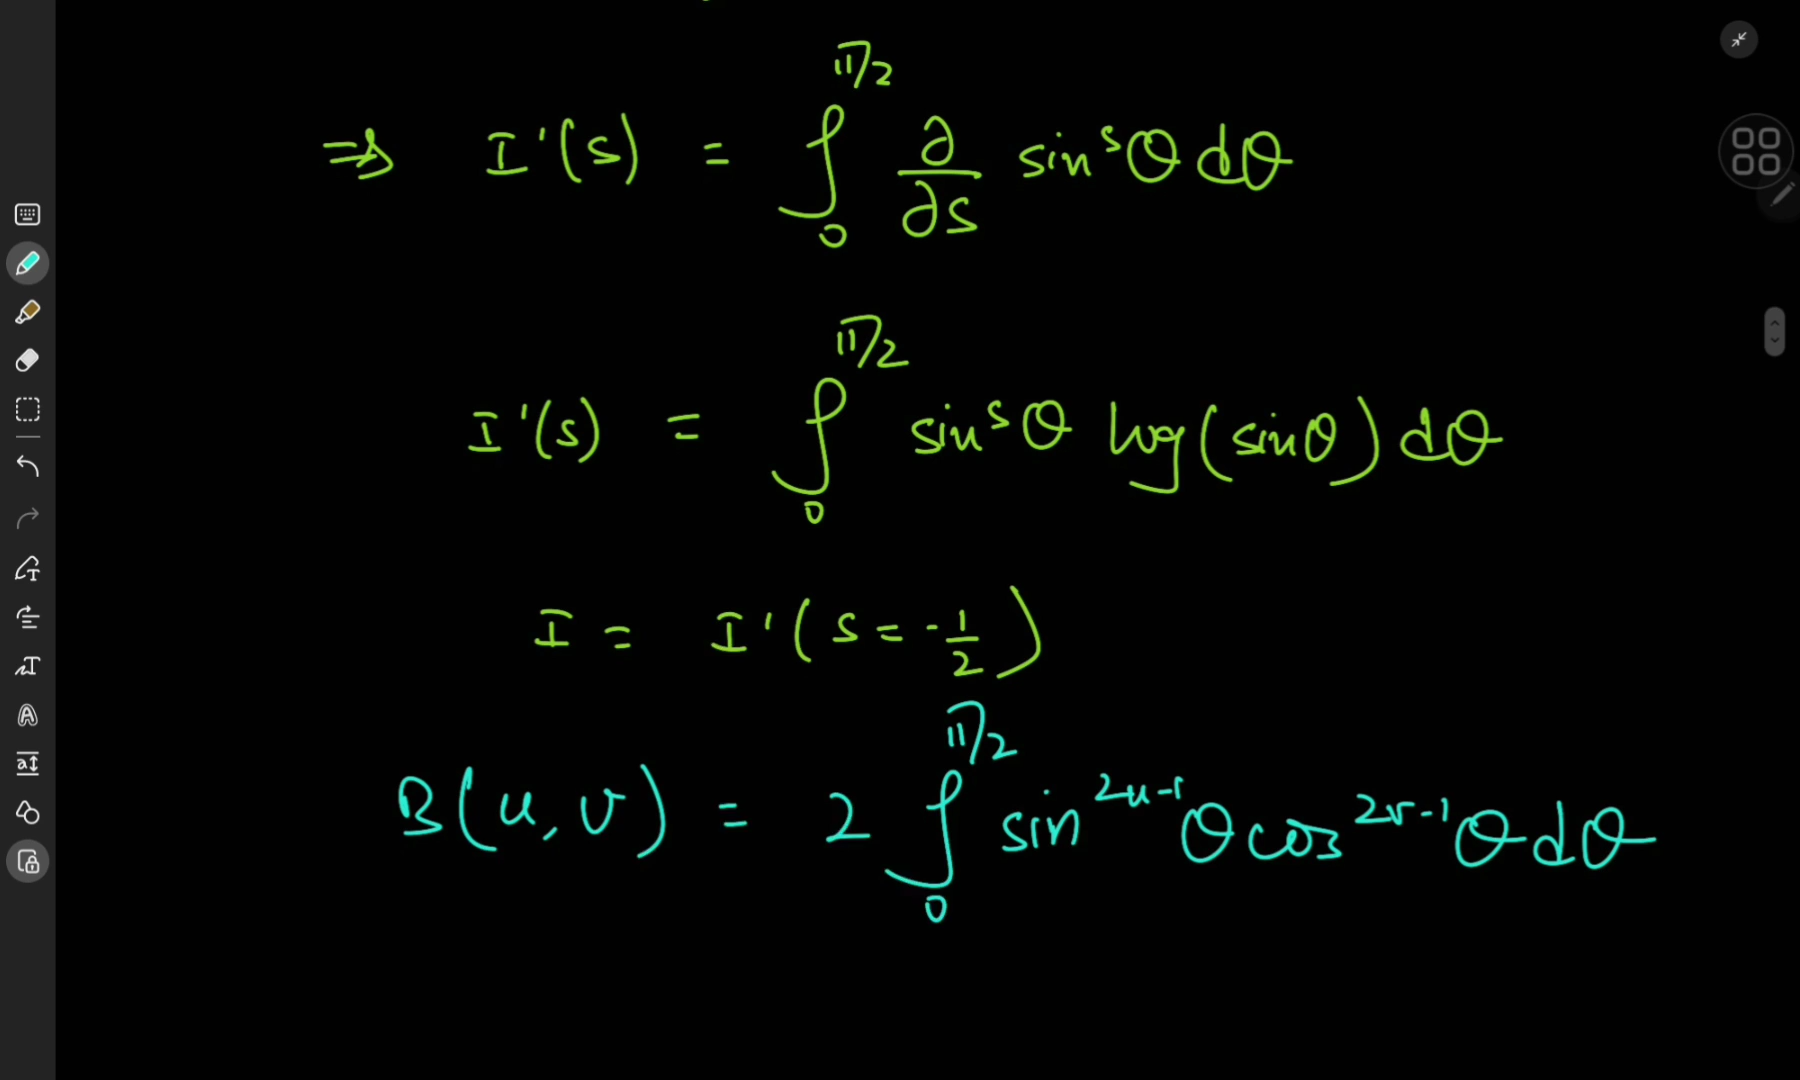 ⇒ I'(s) = ∫₀^{π/2} ∂/∂s sin^s θ dθ
I'(s) = ∫₀^{π/2} sin^s θ log(sinθ) dθ
I = I'(s = -1/2)
B(u, v) = 2 ∫₀^{π/2} sin^{2u-1} θ cos^{2v-1} θ dθ